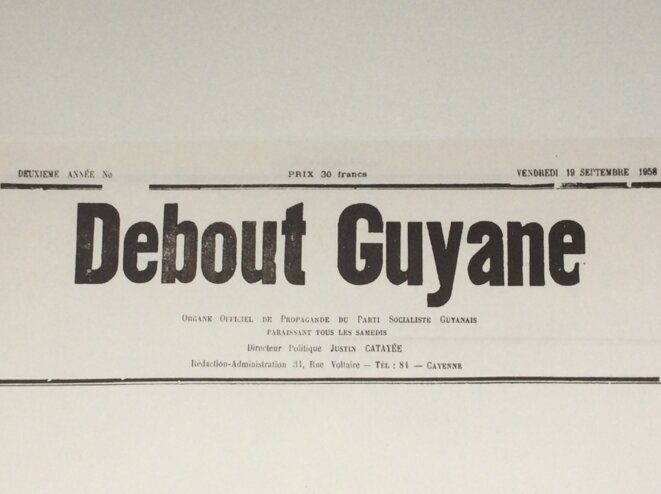 DEUXIEME ANNÉE No PRIX 30 francs VENDREDI 19 SEPTEMBRE 1958
Debout Guyane
ORGANE OFFICIEL DE PROPAGANDE DU PARTI SOCIALISTE GUYANAIS
PARAISSANT TOUS LES SAMEDIS
Directeur Politique JUSTIN CATAYÉE
Rédaction-Administration 31, Rue Voltaire — TÉL : 84 — CAYENNE